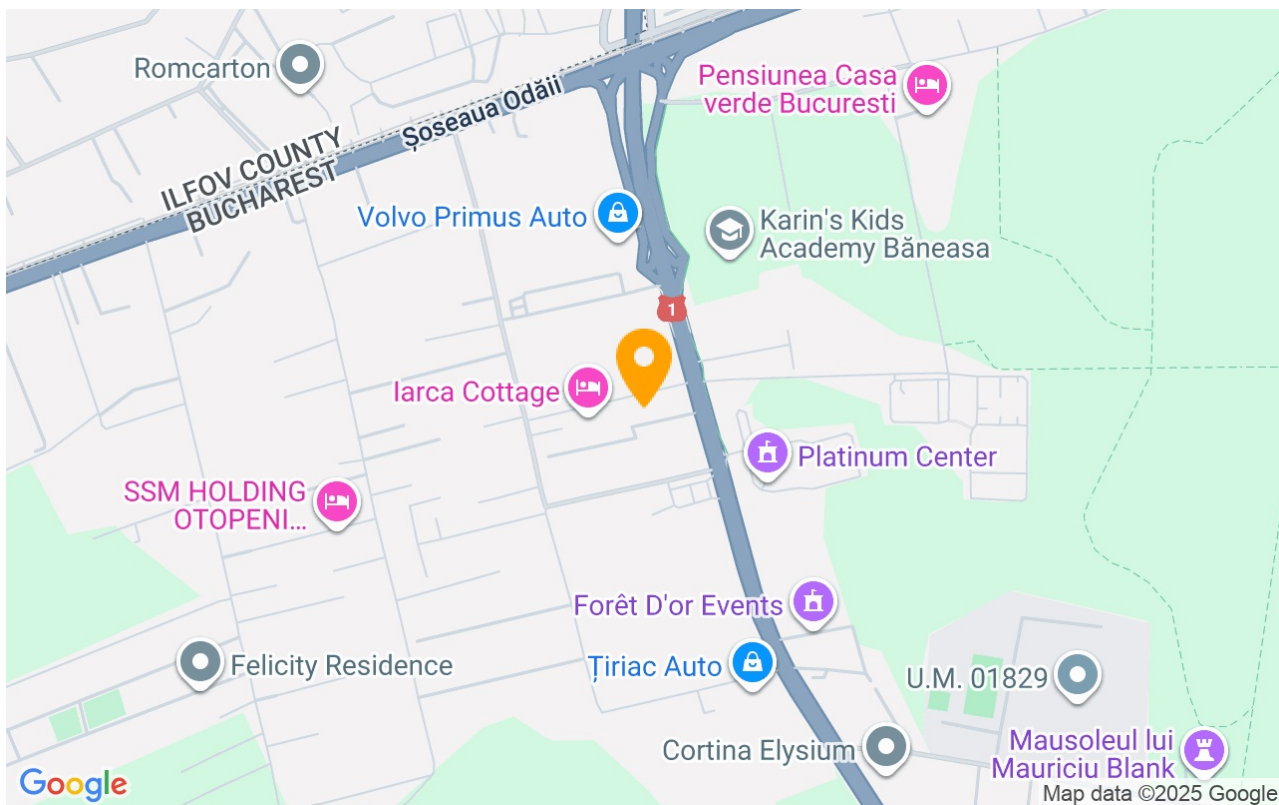 Romcarton
Pensiunea Casa
verde Bucuresti
Șoseaua Odăii
ILFOV COUNTY
BUCHAREST
Volvo Primus Auto
Karin's Kids
Academy Băneasa
1
Iarca Cottage
Platinum Center
SSM HOLDING
OTOPENI...
Forêt D'or Events
Felicity Residence
Țiriac Auto
U.M. 01829
Cortina Elysium
Mausoleul lui
Mauriciu Blank
Google
Map data ©2025 Google